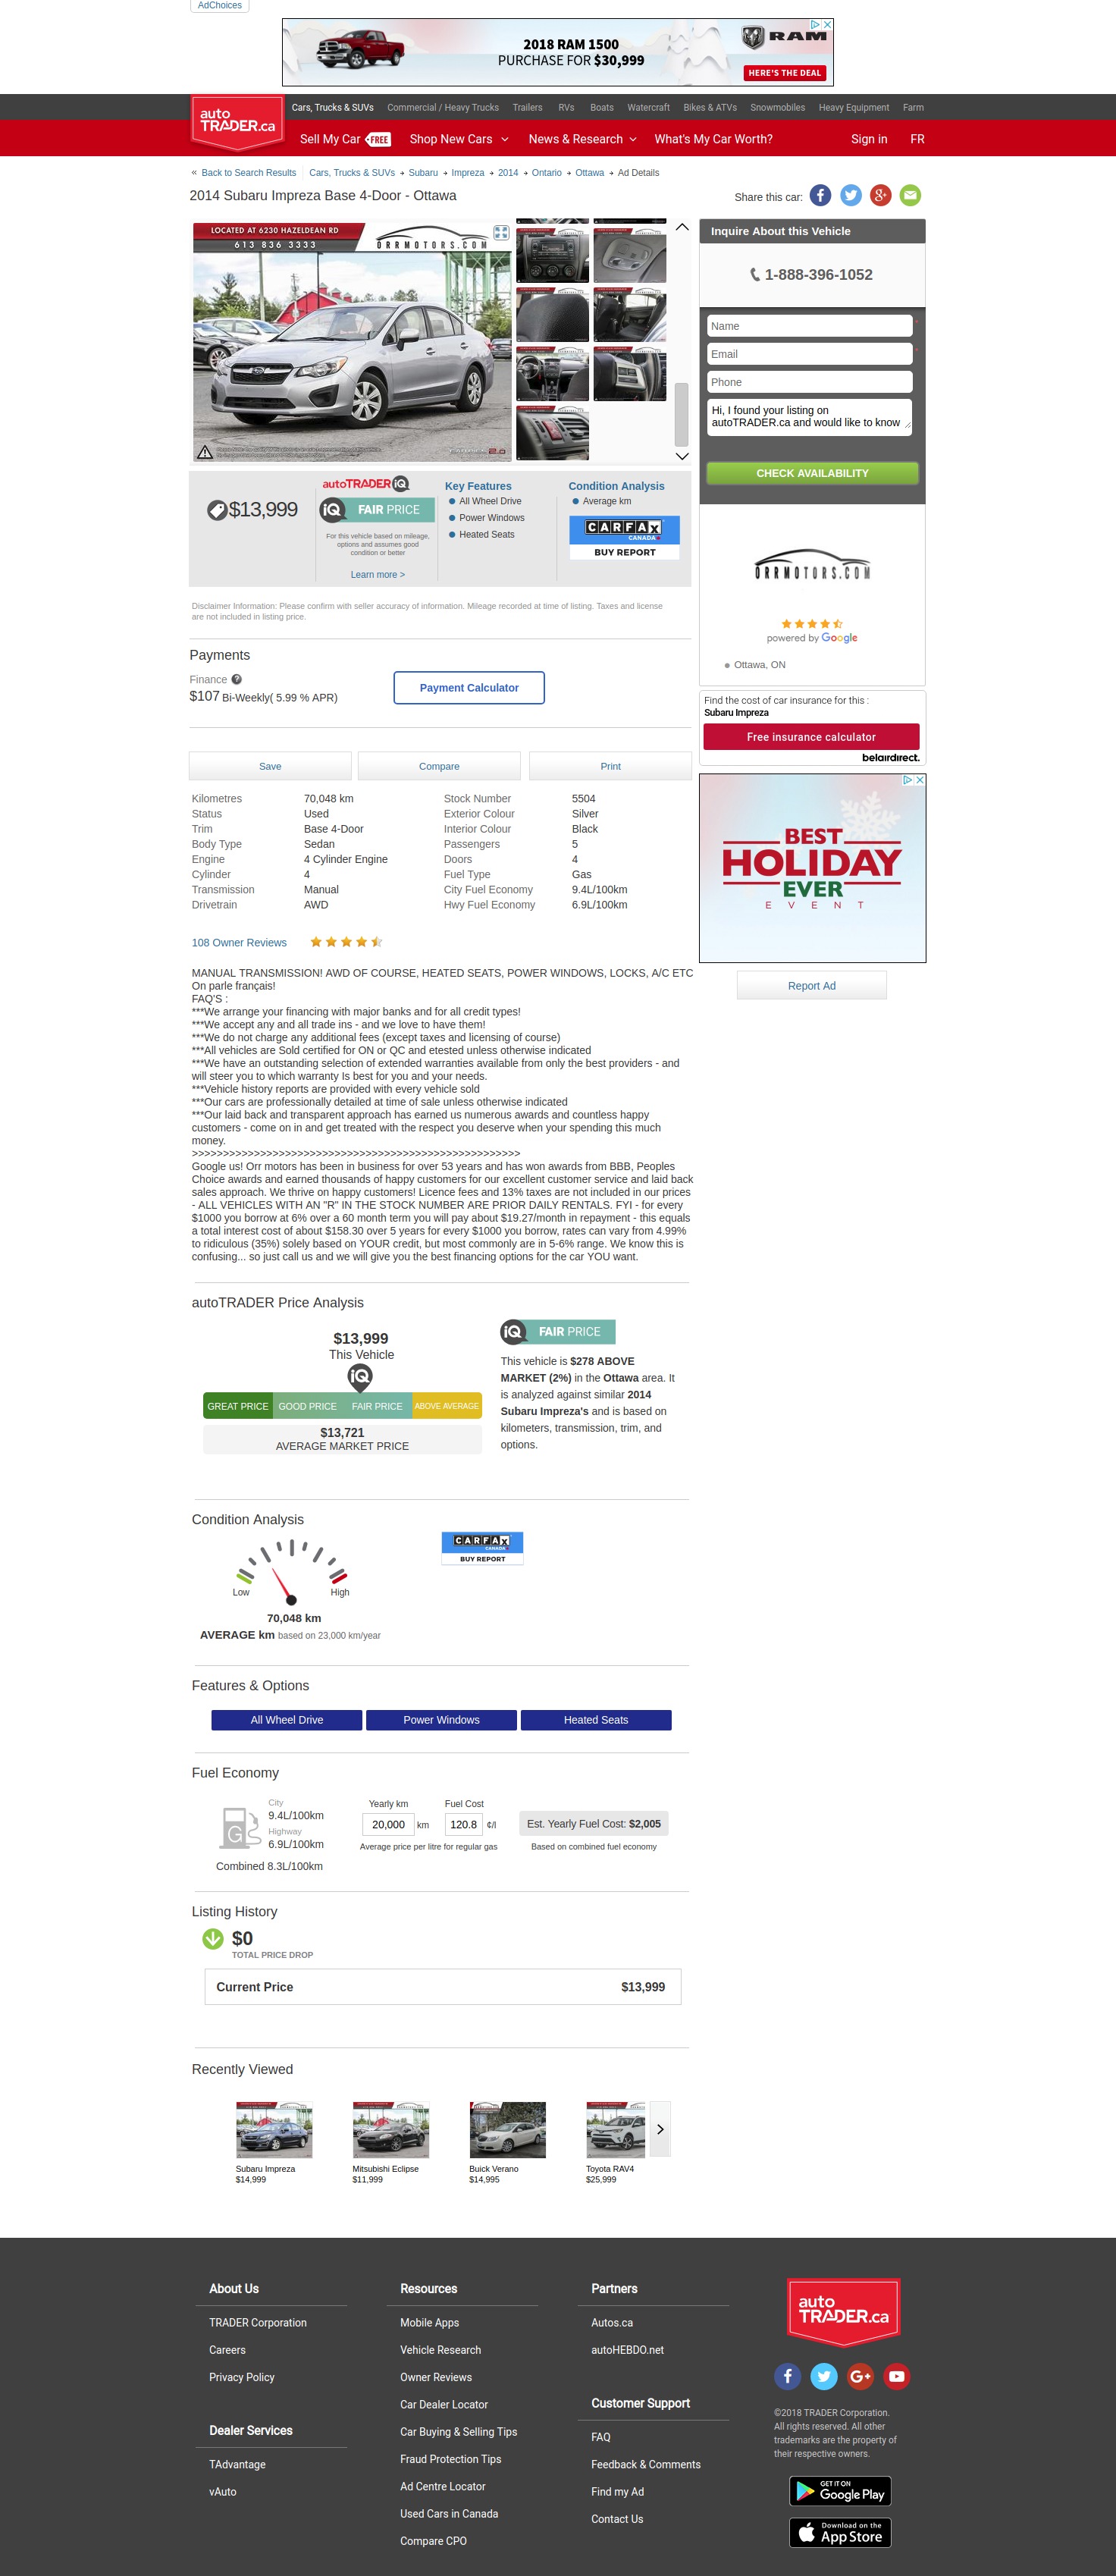 AdChoices
2018 RAM 1500
PURCHASE FOR $30,999
RAM
HERE'S THE DEAL
auto
TRADER.ca
Cars, Trucks & SUVs Commercial / Heavy Trucks Trailers RVs Boats Watercraft Bikes & ATVs Snowmobiles Heavy Equipment Farm
Sell My Car FREE Shop New Cars News & Research What's My Car Worth? Sign in FR
« Back to Search Results Cars, Trucks & SUVs Subaru Impreza 2014 Ontario Ottawa Ad Details
2014 Subaru Impreza Base 4-Door - Ottawa
Share this car:
LOCATED AT 6230 HAZELDEAN RD
613 836 3333
ORRMOTORS.COM
Inquire About this Vehicle
1-888-396-1052
Name
Email
Phone
Hi, I found your listing on
autoTRADER.ca and would like to know
CHECK AVAILABILITY
$13,999
autoTRADER iQ
iQ FAIR PRICE
For this vehicle based on mileage,
options and assumes good
condition or better
Learn more >
Key Features
All Wheel Drive
Power Windows
Heated Seats
Condition Analysis
Average km
CARFAX
CANADA
BUY REPORT
ORRMOTORS.COM
powered by Google
Ottawa, ON
Disclaimer Information: Please confirm with seller accuracy of information. Mileage recorded at time of listing. Taxes and license
are not included in listing price.
Payments
Finance ?
$107 Bi-Weekly( 5.99 % APR)
Payment Calculator
Find the cost of car insurance for this :
Subaru Impreza
Free insurance calculator
belairdirect.
Save
Compare
Print
Kilometres 70,048 km Stock Number 5504
Status Used Exterior Colour Silver
Trim Base 4-Door Interior Colour Black
Body Type Sedan Passengers 5
Engine 4 Cylinder Engine Doors 4
Cylinder 4 Fuel Type Gas
Transmission Manual City Fuel Economy 9.4L/100km
Drivetrain AWD Hwy Fuel Economy 6.9L/100km
BEST
HOLIDAY
EVER
EVENT
Report Ad
108 Owner Reviews
MANUAL TRANSMISSION! AWD OF COURSE, HEATED SEATS, POWER WINDOWS, LOCKS, A/C ETC
On parle français!
FAQ'S :
***We arrange your financing with major banks and for all credit types!
***We accept any and all trade ins - and we love to have them!
***We do not charge any additional fees (except taxes and licensing of course)
***All vehicles are Sold certified for ON or QC and etested unless otherwise indicated
***We have an outstanding selection of extended warranties available from only the best providers - and
will steer you to which warranty Is best for you and your needs.
***Vehicle history reports are provided with every vehicle sold
***Our cars are professionally detailed at time of sale unless otherwise indicated
***Our laid back and transparent approach has earned us numerous awards and countless happy
customers - come on in and get treated with the respect you deserve when your spending this much
money.
>>>>>>>>>>>>>>>>>>>>>>>>>>>>>>>>>>>>>>>>>>>>>>>>>>>>>
Google us! Orr motors has been in business for over 53 years and has won awards from BBB, Peoples
Choice awards and earned thousands of happy customers for our excellent customer service and laid back
sales approach. We thrive on happy customers! Licence fees and 13% taxes are not included in our prices
- ALL VEHICLES WITH AN "R" IN THE STOCK NUMBER ARE PRIOR DAILY RENTALS. FYI - for every
$1000 you borrow at 6% over a 60 month term you will pay about $19.27/month in repayment - this equals
a total interest cost of about $158.30 over 5 years for every $1000 you borrow, rates can vary from 4.99%
to ridiculous (35%) solely based on YOUR credit, but most commonly are in 5-6% range. We know this is
confusing... so just call us and we will give you the best financing options for the car YOU want.
autoTRADER Price Analysis
$13,999
This Vehicle
iQ
GREAT PRICE GOOD PRICE FAIR PRICE ABOVE AVERAGE
$13,721
AVERAGE MARKET PRICE
iQ FAIR PRICE
This vehicle is $278 ABOVE
MARKET (2%) in the Ottawa area. It
is analyzed against similar 2014
Subaru Impreza's and is based on
kilometers, transmission, trim, and
options.
Condition Analysis
Low High
70,048 km
AVERAGE km based on 23,000 km/year
CARFAX
CANADA
BUY REPORT
Features & Options
All Wheel Drive
Power Windows
Heated Seats
Fuel Economy
G
City
9.4L/100km
Highway
6.9L/100km
Combined 8.3L/100km
Yearly km Fuel Cost
20,000 km 120.8 ¢/l
Average price per litre for regular gas
Est. Yearly Fuel Cost: $2,005
Based on combined fuel economy
Listing History
$0
TOTAL PRICE DROP
Current Price $13,999
Recently Viewed
Subaru Impreza
$14,999
Mitsubishi Eclipse
$11,999
Buick Verano
$14,995
Toyota RAV4
$25,999
About Us
TRADER Corporation
Careers
Privacy Policy
Dealer Services
TAdvantage
vAuto
Resources
Mobile Apps
Vehicle Research
Owner Reviews
Car Dealer Locator
Car Buying & Selling Tips
Fraud Protection Tips
Ad Centre Locator
Used Cars in Canada
Compare CPO
Partners
Autos.ca
autoHEBDO.net
Customer Support
FAQ
Feedback & Comments
Find my Ad
Contact Us
auto
TRADER.ca
©2018 TRADER Corporation.
All rights reserved. All other
trademarks are the property of
their respective owners.
GET IT ON
Google Play
Download on the
App Store